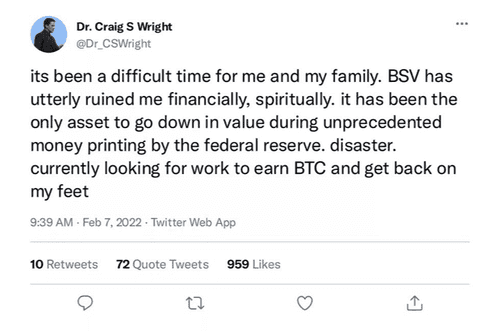 Dr. Craig S Wright
@Dr_CSWright
its been a difficult time for me and my family. BSV has
utterly ruined me financially, spiritually. it has been the
only asset to go down in value during unprecedented
money printing by the federal reserve. disaster.
currently looking for work to earn BTC and get back on
my feet
9:39 AM · Feb 7, 2022 · Twitter Web App
10 Retweets 72 Quote Tweets 959 Likes